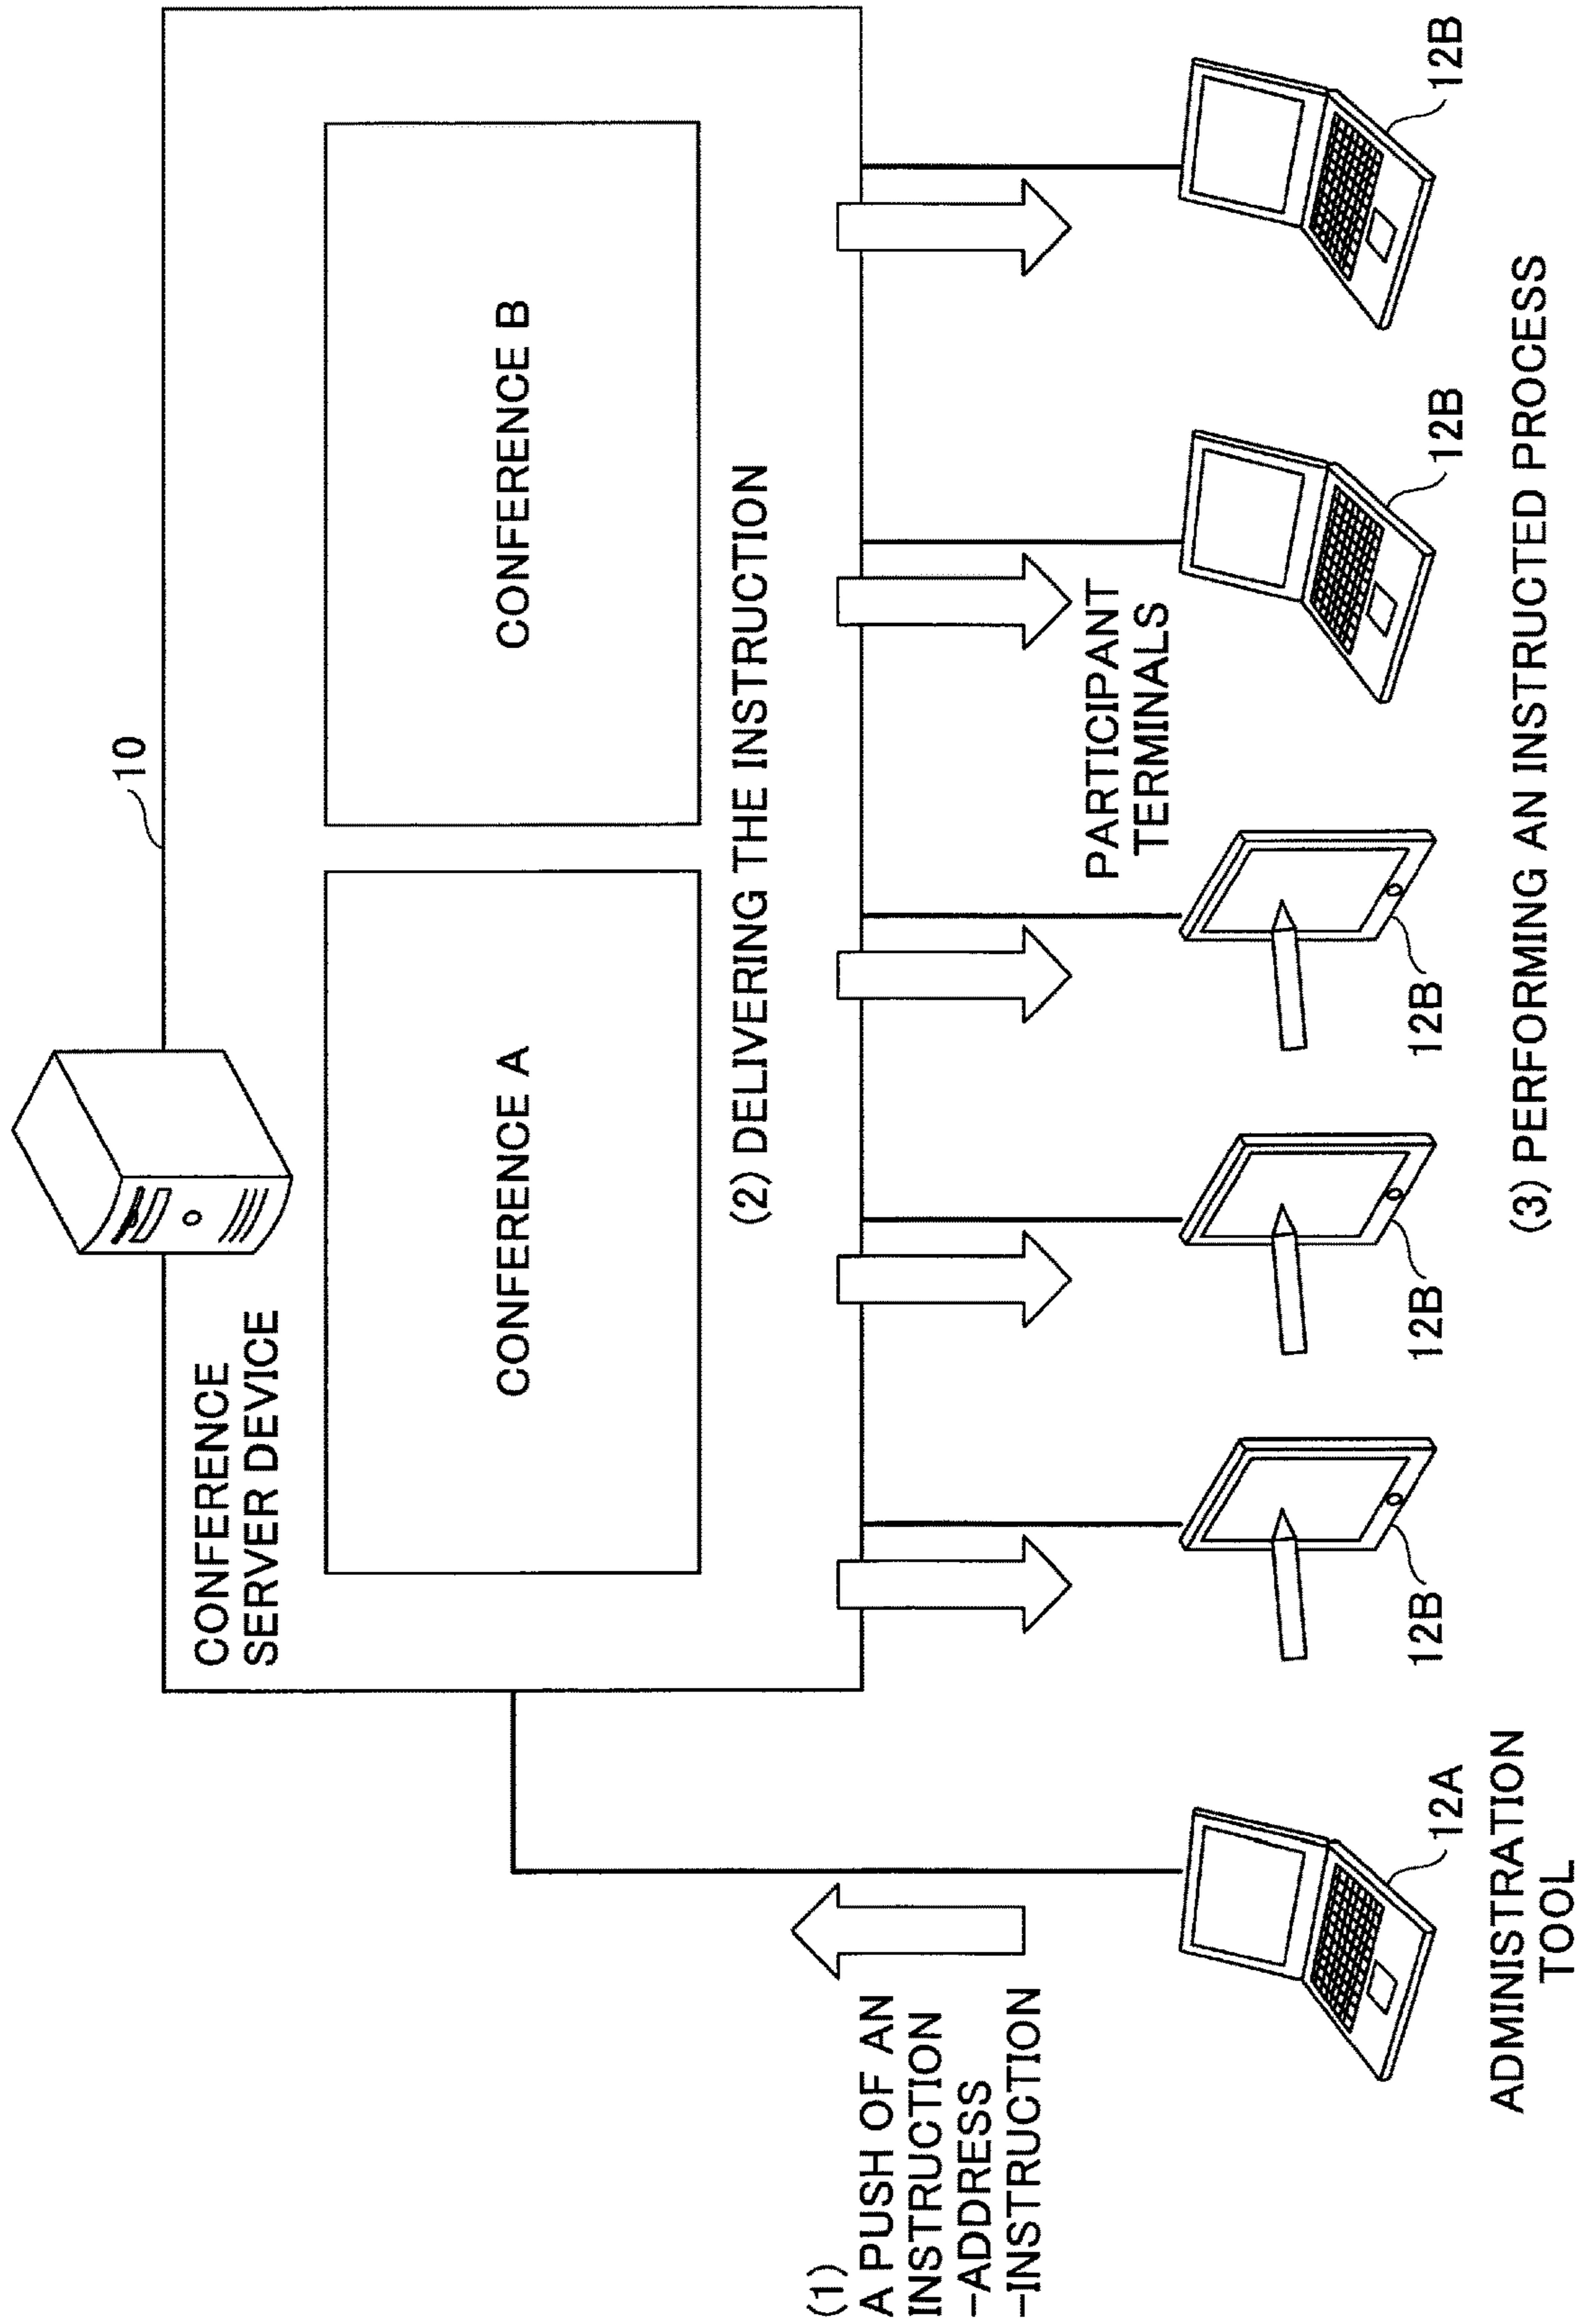 10
CONFERENCE
SERVER DEVICE
CONFERENCE A
CONFERENCE B
(2) DELIVERING THE INSTRUCTION
(1)
A PUSH OF AN
INSTRUCTION
-ADDRESS
-INSTRUCTION
PARTICIPANT
TERMINALS
12A
12B
12B
12B
12B
12B
ADMINISTRATION
TOOL
(3) PERFORMING AN INSTRUCTED PROCESS